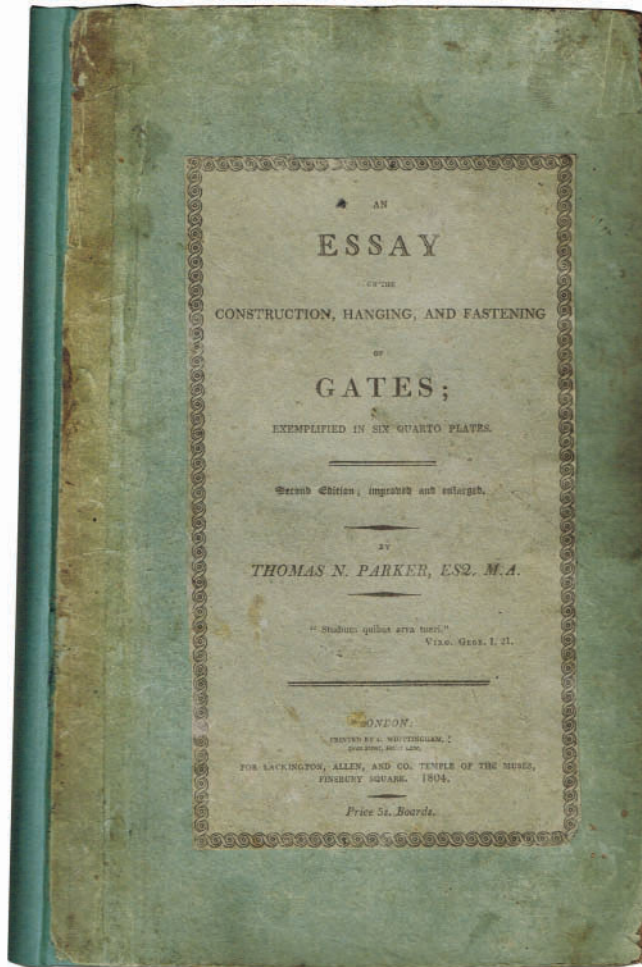 AN
ESSAY
ON THE
CONSTRUCTION, HANGING, AND FASTENING
OF
GATES;
EXEMPLIFIED IN SIX QUARTO PLATES.
Second Edition; improved and enlarged.
BY
THOMAS N. PARKER, ESQ. M.A.
“ Studium quibus arva tueri.”
VIRG. GEOR. I. 21.
LONDON:
PRINTED BY C. WHITTINGHAM,
FOR LACKINGTON, ALLEN, AND CO. TEMPLE OF THE MUSES,
FINSBURY SQUARE. 1804.
Price 5s. Boards.